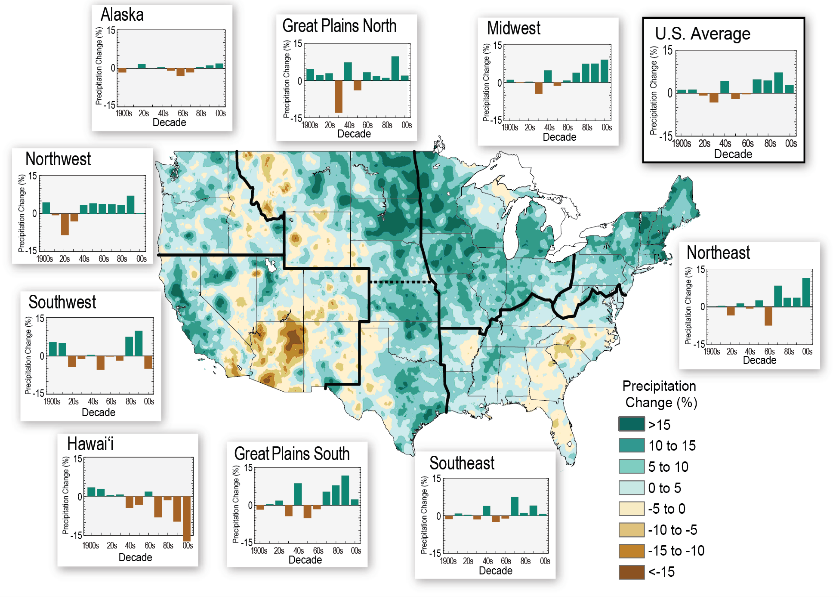 Alaska
Precipitation Change (%)
15
0
-15
1900s 20s 40s 60s 80s 00s
Decade
Great Plains North
Precipitation Change (%)
15
0
-15
1900s 20s 40s 60s 80s 00s
Decade
Midwest
Precipitation Change (%)
15
0
-15
1900s 20s 40s 60s 80s 00s
Decade
U.S. Average
Precipitation Change (%)
15
0
-15
1900s 20s 40s 60s 80s 00s
Decade
Northwest
Precipitation Change (%)
15
0
-15
1900s 20s 40s 60s 80s 00s
Decade
Northeast
Precipitation Change (%)
15
0
-15
1900s 20s 40s 60s 80s 00s
Decade
Southwest
Precipitation Change (%)
15
0
-15
1900s 20s 40s 60s 80s 00s
Decade
Hawai‘i
Precipitation Change (%)
15
0
-15
1900s 20s 40s 60s 80s 00s
Decade
Great Plains South
Precipitation Change (%)
15
0
-15
1900s 20s 40s 60s 80s 00s
Decade
Southeast
Precipitation Change (%)
15
0
-15
1900s 20s 40s 60s 80s 00s
Decade
Precipitation
Change (%)
>15
10 to 15
5 to 10
0 to 5
-5 to 0
-10 to -5
-15 to -10
<-15